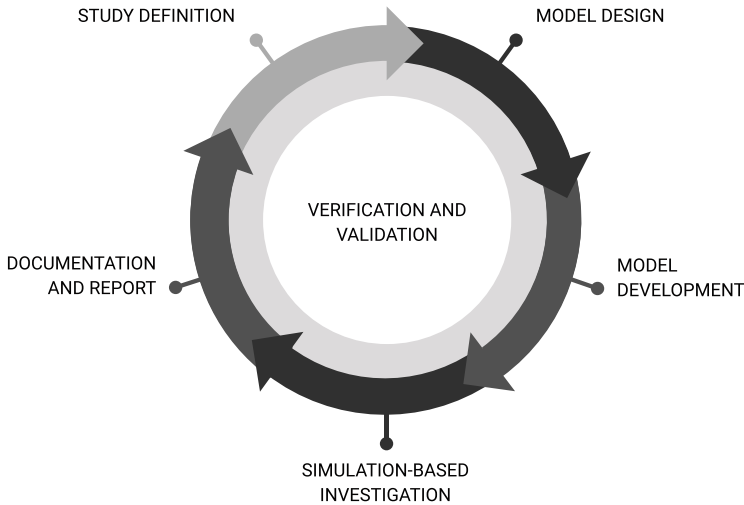 STUDY DEFINITION
MODEL DESIGN
VERIFICATION AND
VALIDATION
DOCUMENTATION
AND REPORT
MODEL
DEVELOPMENT
SIMULATION-BASED
INVESTIGATION